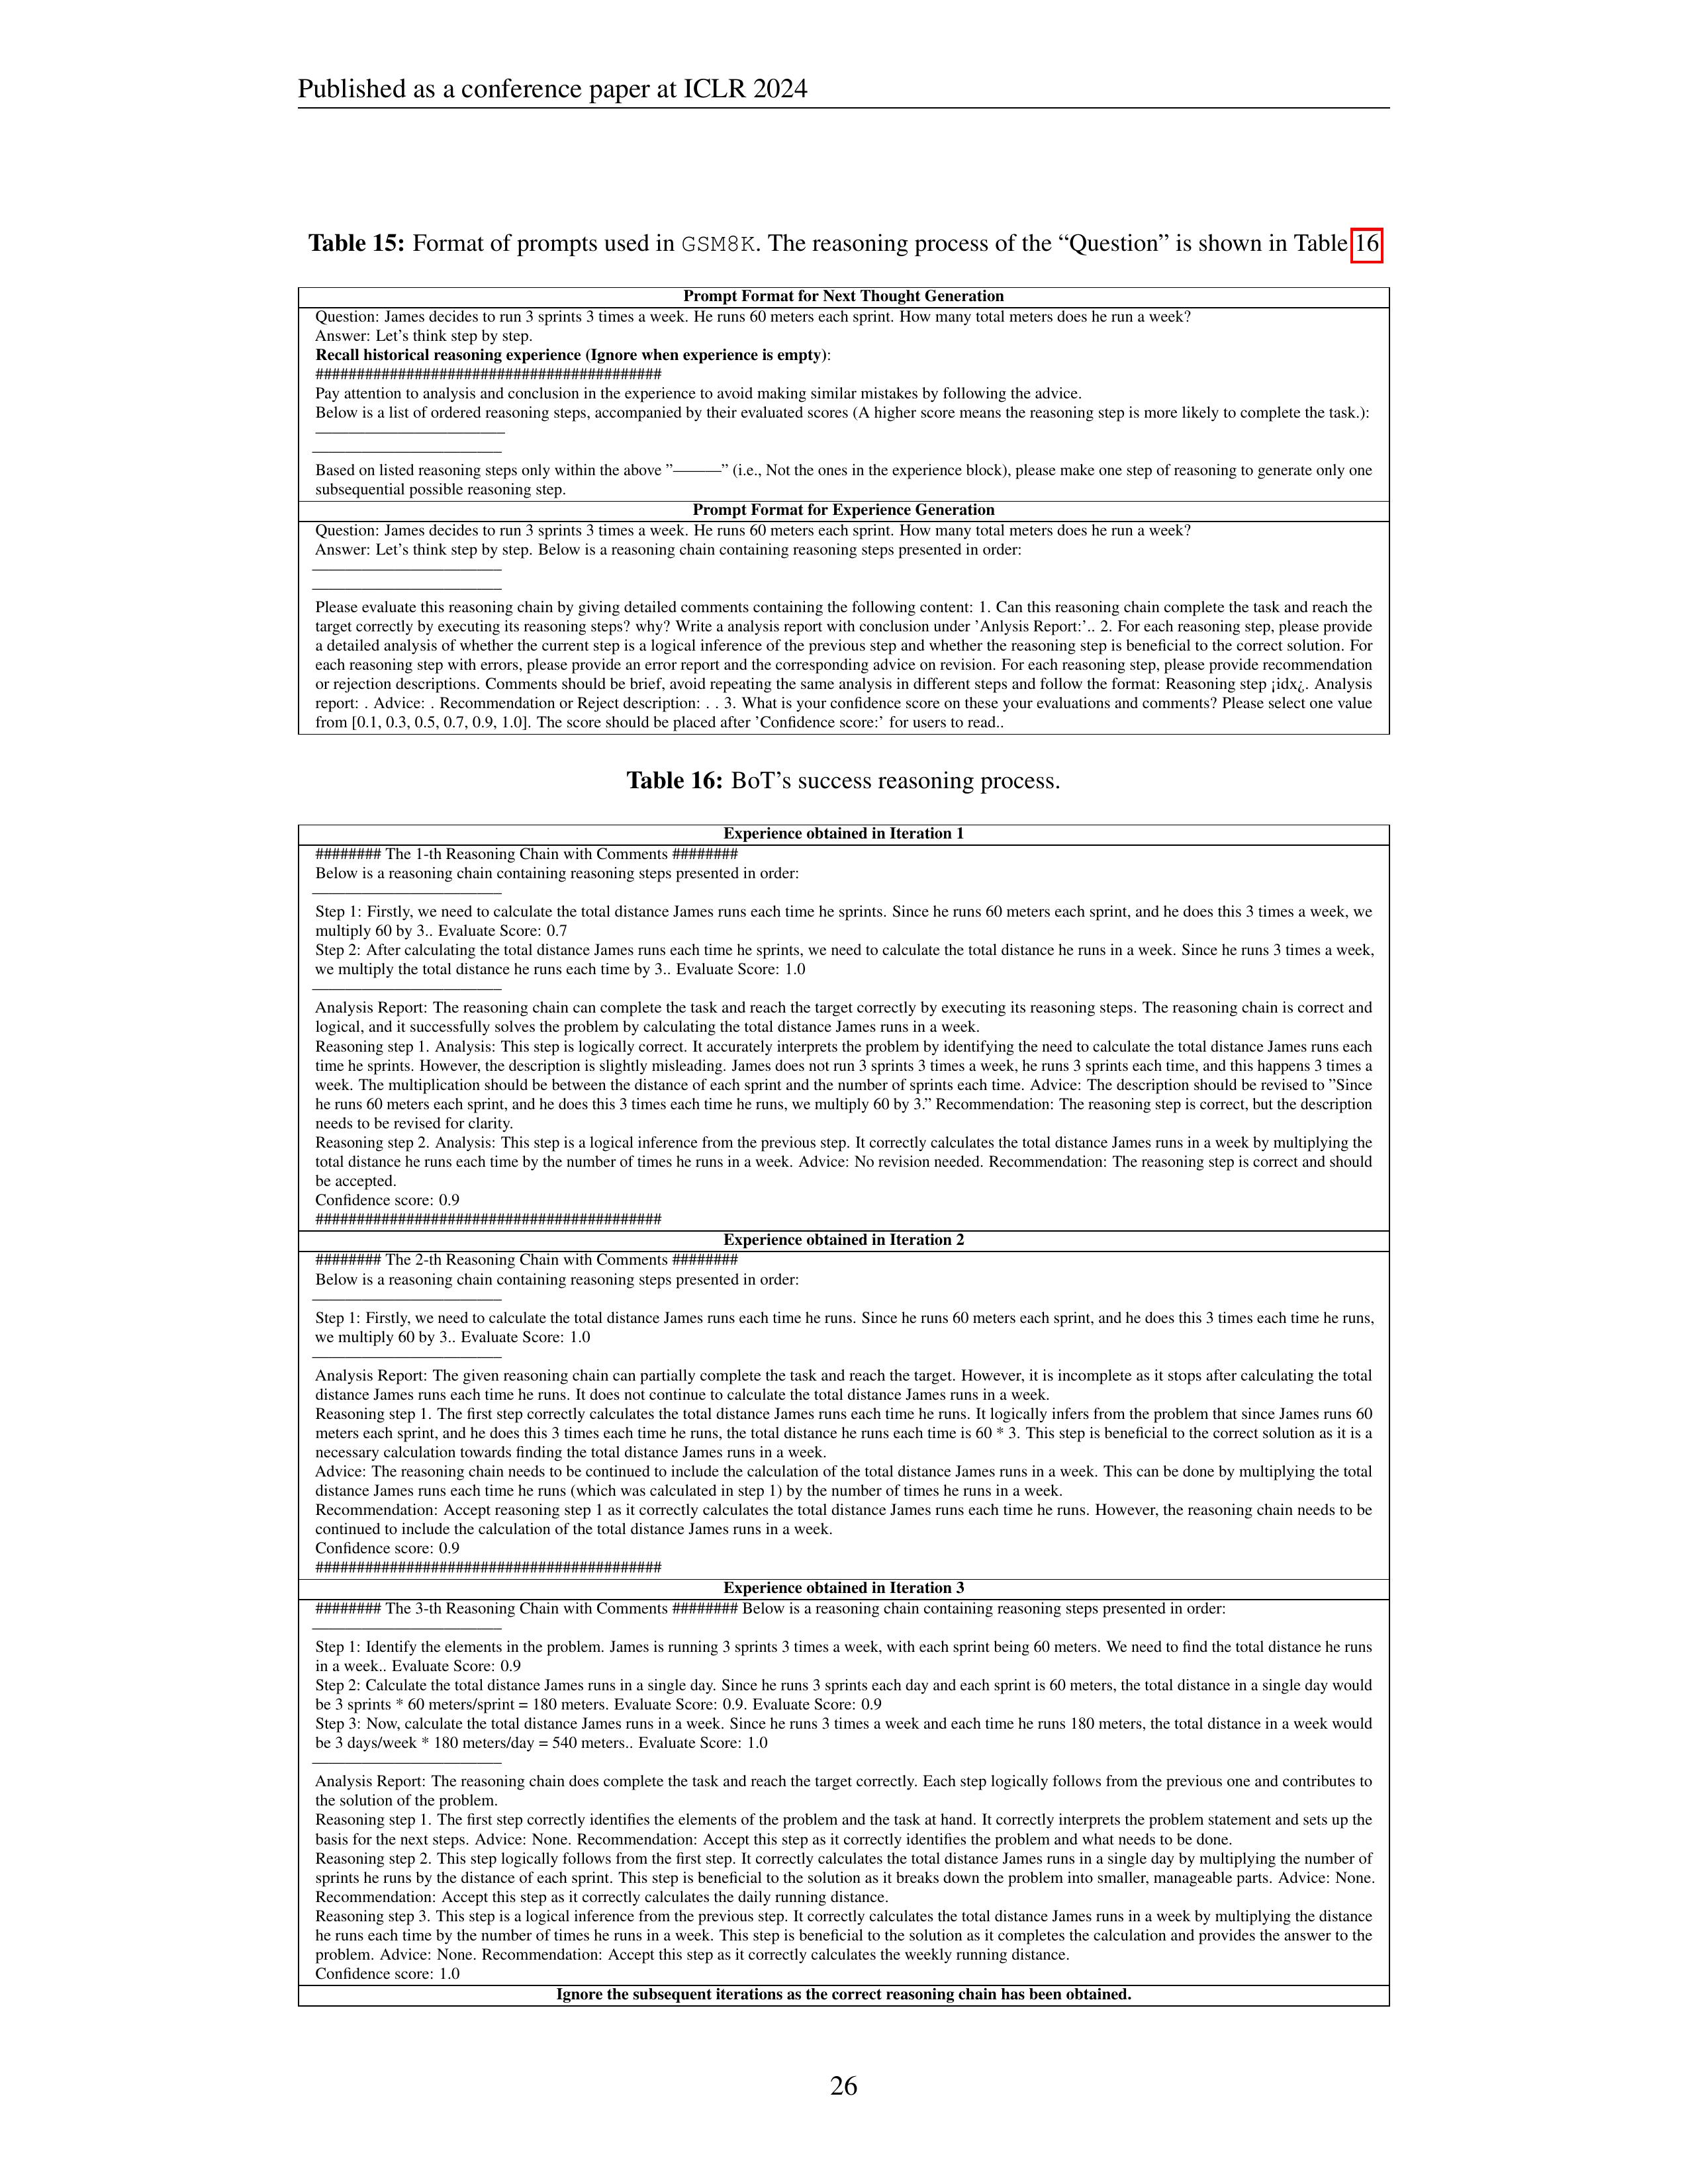 Published as a conference paper at ICLR 2024
Table 15: Format of prompts used in GSM8K. The reasoning process of the “Question” is shown in Table 16
Prompt Format for Next Thought Generation
Question: James decides to run 3 sprints 3 times a week. He runs 60 meters each sprint. How many total meters does he run a week?
Answer: Let’s think step by step.
Recall historical reasoning experience (Ignore when experience is empty):
##########################################
Pay attention to analysis and conclusion in the experience to avoid making similar mistakes by following the advice.
Below is a list of ordered reasoning steps, accompanied by their evaluated scores (A higher score means the reasoning step is more likely to complete the task.):
Based on listed reasoning steps only within the above ”———” (i.e., Not the ones in the experience block), please make one step of reasoning to generate only one
subsequential possible reasoning step.
Prompt Format for Experience Generation
Question: James decides to run 3 sprints 3 times a week. He runs 60 meters each sprint. How many total meters does he run a week?
Answer: Let’s think step by step. Below is a reasoning chain containing reasoning steps presented in order:
Please evaluate this reasoning chain by giving detailed comments containing the following content: 1. Can this reasoning chain complete the task and reach the
target correctly by executing its reasoning steps? why? Write a analysis report with conclusion under ’Anlysis Report:’.. 2. For each reasoning step, please provide
a detailed analysis of whether the current step is a logical inference of the previous step and whether the reasoning step is beneficial to the correct solution. For
each reasoning step with errors, please provide an error report and the corresponding advice on revision. For each reasoning step, please provide recommendation
or rejection descriptions. Comments should be brief, avoid repeating the same analysis in different steps and follow the format: Reasoning step ¡idx¿. Analysis
report: . Advice: . Recommendation or Reject description: . . 3. What is your confidence score on these your evaluations and comments? Please select one value
from [0.1, 0.3, 0.5, 0.7, 0.9, 1.0]. The score should be placed after ’Confidence score:’ for users to read..
Table 16: BoT’s success reasoning process.
Experience obtained in Iteration 1
######## The 1-th Reasoning Chain with Comments ########
Below is a reasoning chain containing reasoning steps presented in order:
Step 1: Firstly, we need to calculate the total distance James runs each time he sprints. Since he runs 60 meters each sprint, and he does this 3 times a week, we
multiply 60 by 3.. Evaluate Score: 0.7
Step 2: After calculating the total distance James runs each time he sprints, we need to calculate the total distance he runs in a week. Since he runs 3 times a week,
we multiply the total distance he runs each time by 3.. Evaluate Score: 1.0
Analysis Report: The reasoning chain can complete the task and reach the target correctly by executing its reasoning steps. The reasoning chain is correct and
logical, and it successfully solves the problem by calculating the total distance James runs in a week.
Reasoning step 1. Analysis: This step is logically correct. It accurately interprets the problem by identifying the need to calculate the total distance James runs each
time he sprints. However, the description is slightly misleading. James does not run 3 sprints 3 times a week, he runs 3 sprints each time, and this happens 3 times a
week. The multiplication should be between the distance of each sprint and the number of sprints each time. Advice: The description should be revised to ”Since
he runs 60 meters each sprint, and he does this 3 times each time he runs, we multiply 60 by 3.” Recommendation: The reasoning step is correct, but the description
needs to be revised for clarity.
Reasoning step 2. Analysis: This step is a logical inference from the previous step. It correctly calculates the total distance James runs in a week by multiplying the
total distance he runs each time by the number of times he runs in a week. Advice: No revision needed. Recommendation: The reasoning step is correct and should
be accepted.
Confidence score: 0.9
##########################################
Experience obtained in Iteration 2
######## The 2-th Reasoning Chain with Comments ########
Below is a reasoning chain containing reasoning steps presented in order:
Step 1: Firstly, we need to calculate the total distance James runs each time he runs. Since he runs 60 meters each sprint, and he does this 3 times each time he runs,
we multiply 60 by 3.. Evaluate Score: 1.0
Analysis Report: The given reasoning chain can partially complete the task and reach the target. However, it is incomplete as it stops after calculating the total
distance James runs each time he runs. It does not continue to calculate the total distance James runs in a week.
Reasoning step 1. The first step correctly calculates the total distance James runs each time he runs. It logically infers from the problem that since James runs 60
meters each sprint, and he does this 3 times each time he runs, the total distance he runs each time is 60 * 3. This step is beneficial to the correct solution as it is a
necessary calculation towards finding the total distance James runs in a week.
Advice: The reasoning chain needs to be continued to include the calculation of the total distance James runs in a week. This can be done by multiplying the total
distance James runs each time he runs (which was calculated in step 1) by the number of times he runs in a week.
Recommendation: Accept reasoning step 1 as it correctly calculates the total distance James runs each time he runs. However, the reasoning chain needs to be
continued to include the calculation of the total distance James runs in a week.
Confidence score: 0.9
##########################################
Experience obtained in Iteration 3
######## The 3-th Reasoning Chain with Comments ######## Below is a reasoning chain containing reasoning steps presented in order:
Step 1: Identify the elements in the problem. James is running 3 sprints 3 times a week, with each sprint being 60 meters. We need to find the total distance he runs
in a week.. Evaluate Score: 0.9
Step 2: Calculate the total distance James runs in a single day. Since he runs 3 sprints each day and each sprint is 60 meters, the total distance in a single day would
be 3 sprints * 60 meters/sprint = 180 meters. Evaluate Score: 0.9. Evaluate Score: 0.9
Step 3: Now, calculate the total distance James runs in a week. Since he runs 3 times a week and each time he runs 180 meters, the total distance in a week would
be 3 days/week * 180 meters/day = 540 meters.. Evaluate Score: 1.0
Analysis Report: The reasoning chain does complete the task and reach the target correctly. Each step logically follows from the previous one and contributes to
the solution of the problem.
Reasoning step 1. The first step correctly identifies the elements of the problem and the task at hand. It correctly interprets the problem statement and sets up the
basis for the next steps. Advice: None. Recommendation: Accept this step as it correctly identifies the problem and what needs to be done.
Reasoning step 2. This step logically follows from the first step. It correctly calculates the total distance James runs in a single day by multiplying the number of
sprints he runs by the distance of each sprint. This step is beneficial to the solution as it breaks down the problem into smaller, manageable parts. Advice: None.
Recommendation: Accept this step as it correctly calculates the daily running distance.
Reasoning step 3. This step is a logical inference from the previous step. It correctly calculates the total distance James runs in a week by multiplying the distance
he runs each time by the number of times he runs in a week. This step is beneficial to the solution as it completes the calculation and provides the answer to the
problem. Advice: None. Recommendation: Accept this step as it correctly calculates the weekly running distance.
Confidence score: 1.0
Ignore the subsequent iterations as the correct reasoning chain has been obtained.
26